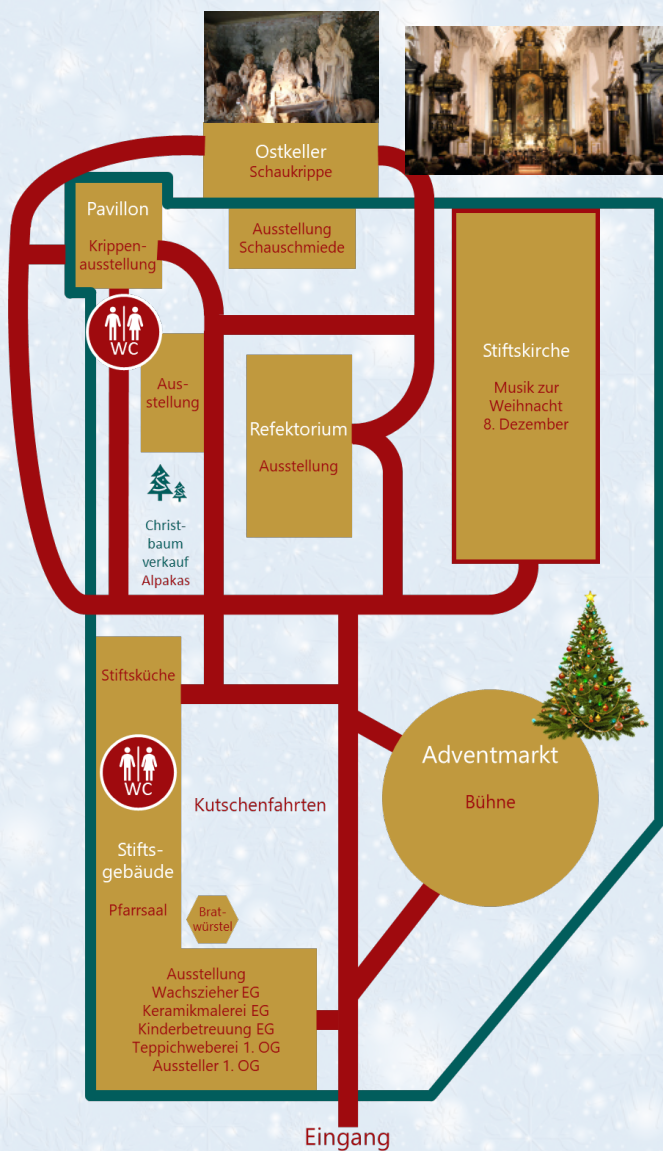 Ostkeller
Schaukrippe
Pavillon
Krippen-
ausstellung
Ausstellung
Schauschmiede
WC
Aus-
stellung
Refektorium
Ausstellung
Stiftskirche
Musik zur
Weihnacht
8. Dezember
Christ-
baum
verkauf
Alpakas
Stiftsküche
WC
Stifts-
gebäude
Pfarrsaal
Kutschenfahrten
Adventmarkt
Bühne
Brat-
würstel
Ausstellung
Wachszieher EG
Keramikmalerei EG
Kinderbetreuung EG
Teppichweberei 1. OG
Aussteller 1. OG
Eingang